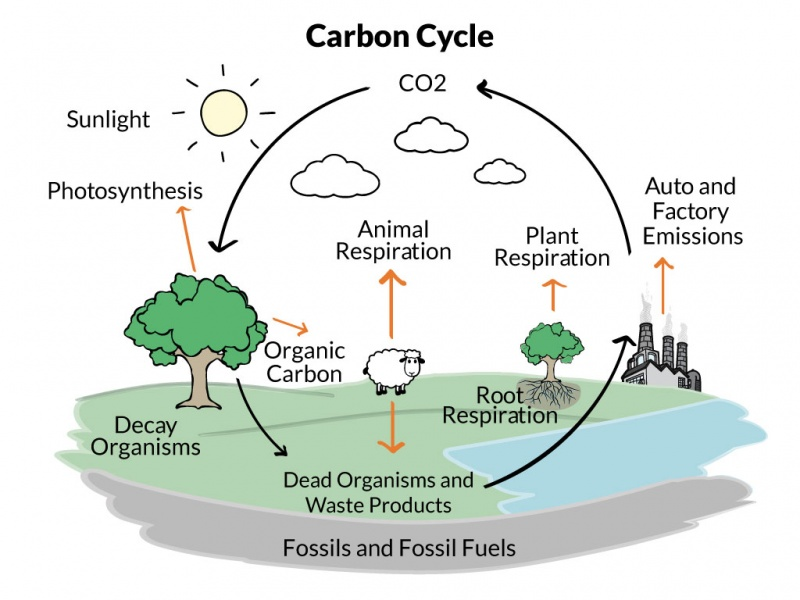 Carbon Cycle
CO2
Sunlight
Photosynthesis
Auto and
Factory
Emissions
Animal
Respiration
Plant
Respiration
Organic
Carbon
Root
Respiration
Decay
Organisms
Dead Organisms and
Waste Products
Fossils and Fossil Fuels